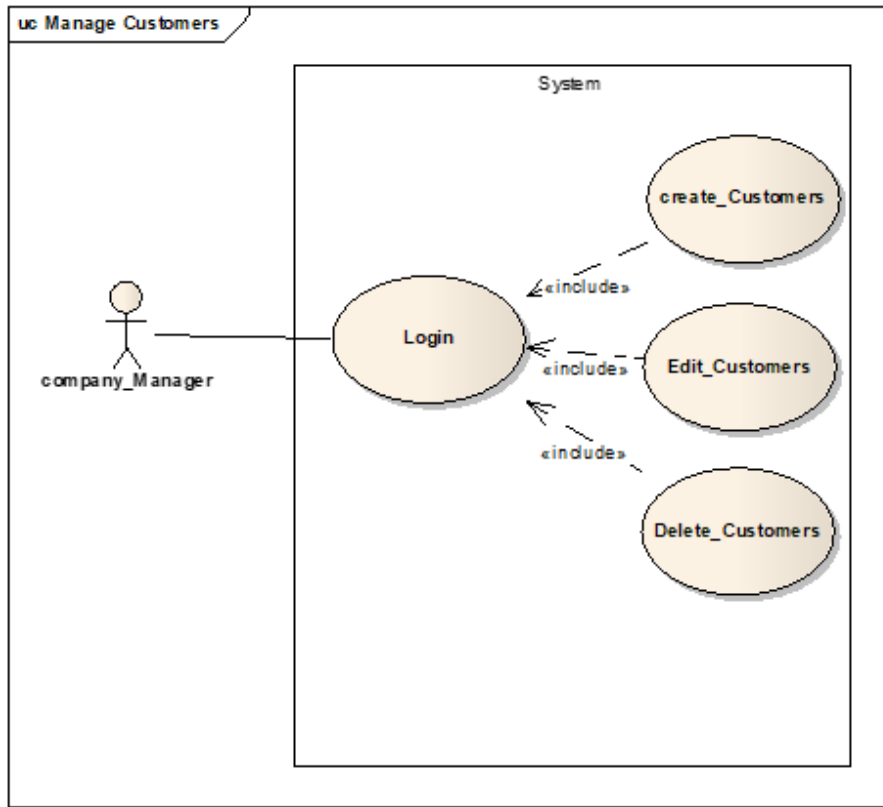 uc Manage Customers
System
create_Customers
«include»
Login
Edit_Customers
«include»
company_Manager
«include»
Delete_Customers